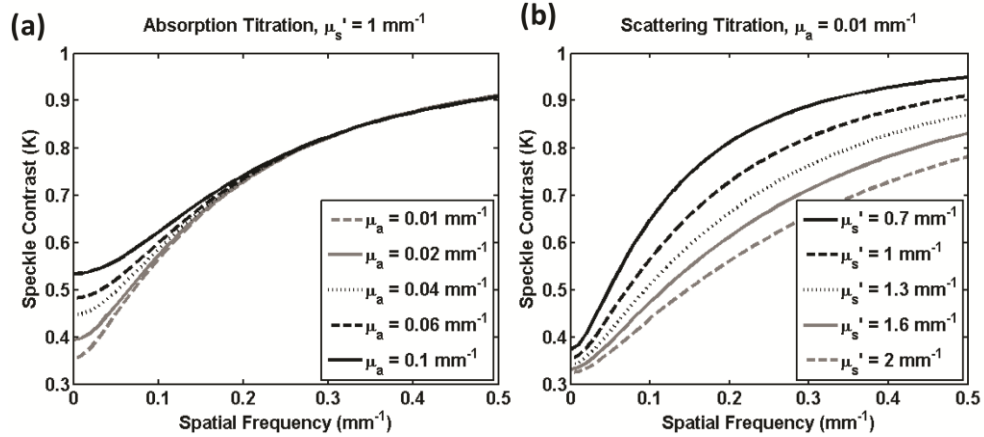 (a)
Absorption Titration, μs' = 1 mm-1
Speckle Contrast (K)
1
0.9
0.8
0.7
0.6
0.5
0.4
0.3
0
0.1
0.2
0.3
0.4
0.5
Spatial Frequency (mm-1)
μa = 0.01 mm-1
μa = 0.02 mm-1
μa = 0.04 mm-1
μa = 0.06 mm-1
μa = 0.1 mm-1
(b)
Scattering Titration, μa = 0.01 mm-1
Speckle Contrast (K)
1
0.9
0.8
0.7
0.6
0.5
0.4
0.3
0
0.1
0.2
0.3
0.4
0.5
Spatial Frequency (mm-1)
μs' = 0.7 mm-1
μs' = 1 mm-1
μs' = 1.3 mm-1
μs' = 1.6 mm-1
μs' = 2 mm-1